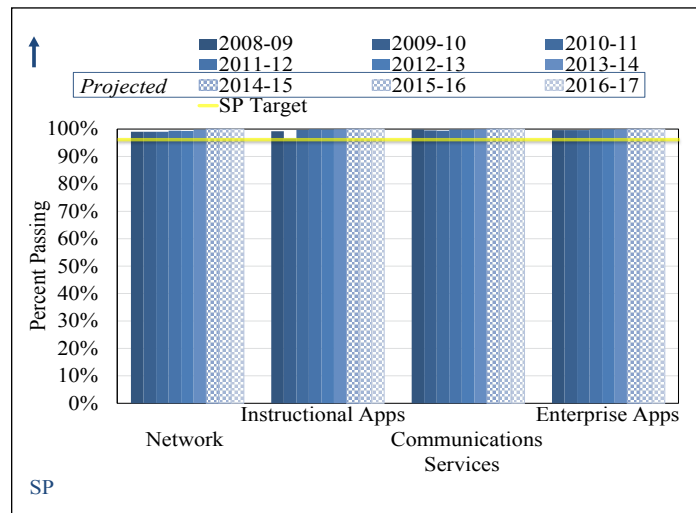 2008-09 2009-10 2010-11
2011-12 2012-13 2013-14
Projected 2014-15 2015-16 2016-17
SP Target
100%
90%
80%
70%
60%
50%
40%
30%
20%
10%
0%
Percent Passing
Instructional Apps Enterprise Apps
Network Communications
Services
SP